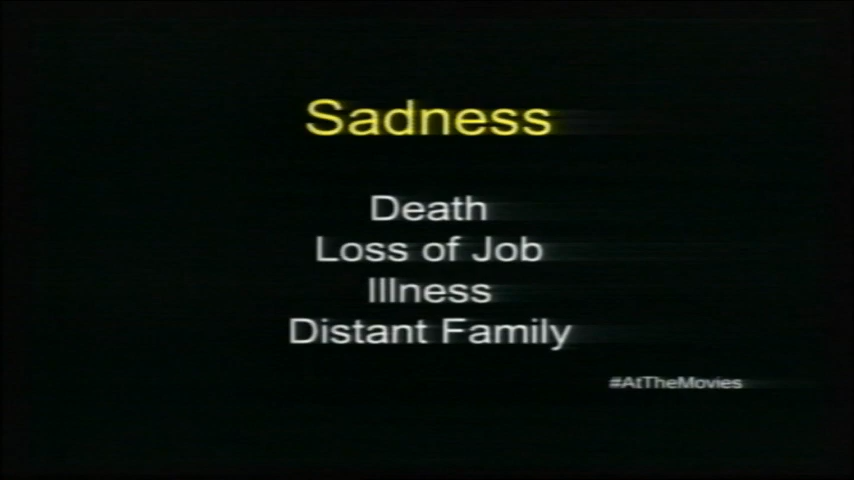 Sadness
Death
Loss of Job
Illness
Distant Family
#AtTheMovies